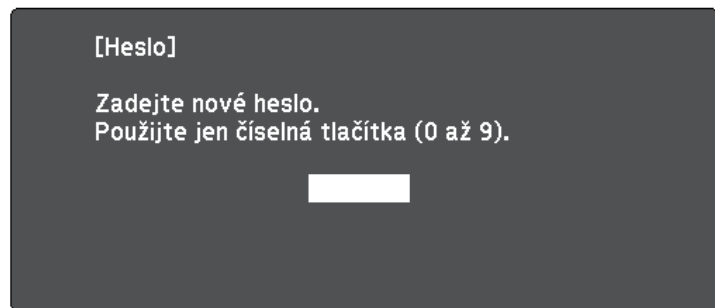 [Heslo]
Zadejte nové heslo.
Použijte jen číselná tlačítka (0 až 9).